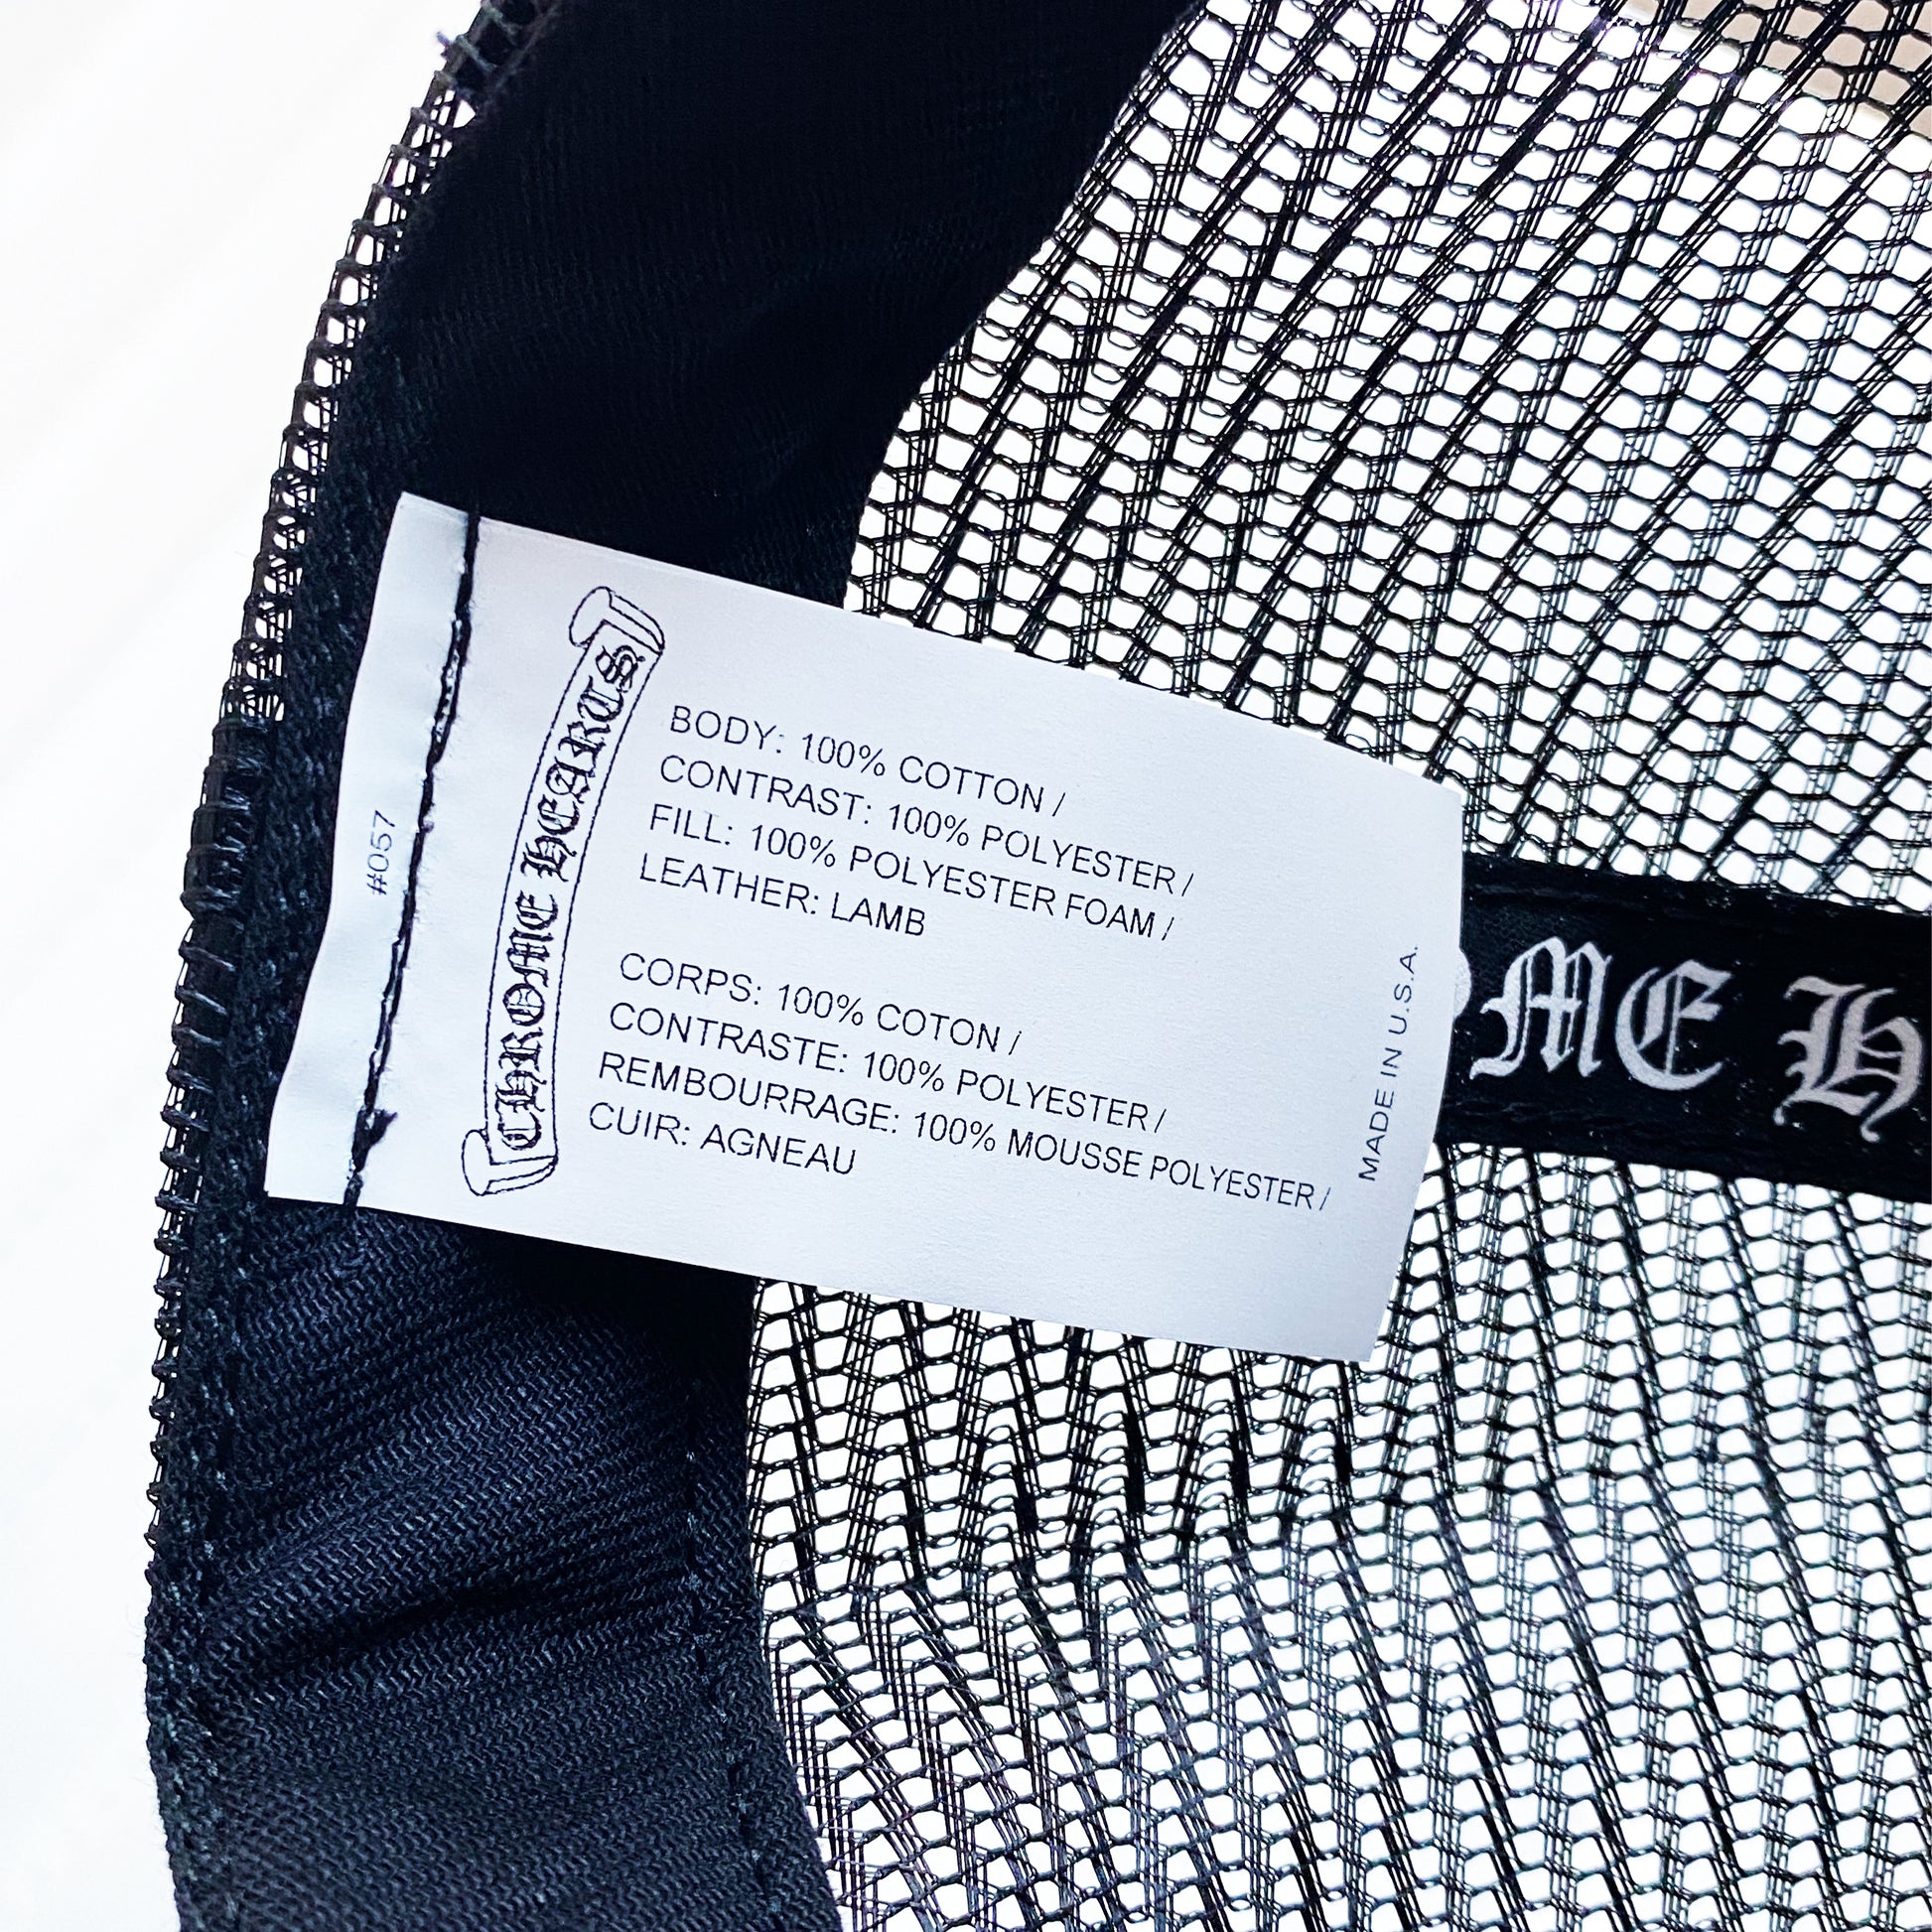 #057
CHROME HEARTS
BODY: 100% COTTON /
CONTRAST: 100% POLYESTER /
FILL: 100% POLYESTER FOAM /
LEATHER: LAMB
CORPS: 100% COTON /
CONTRASTE: 100% POLYESTER /
REMBOURRAGE: 100% MOUSSE POLYESTER /
CUIR: AGNEAU
MADE IN U.S.A.
OME H